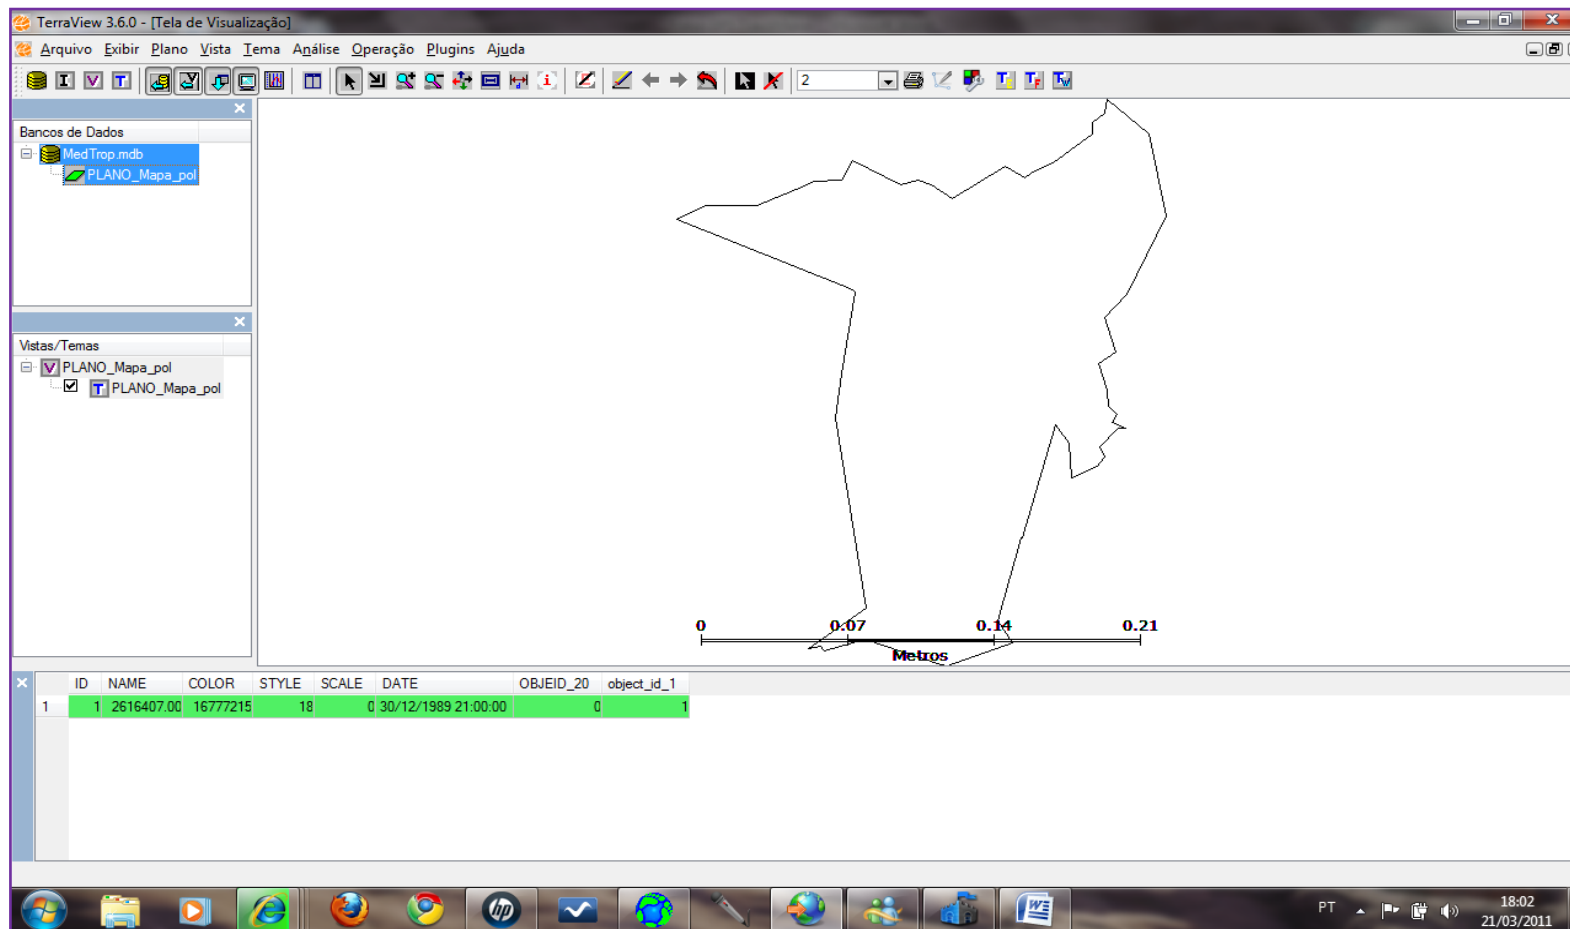 TerraView 3.6.0 - [Tela de Visualização]
Arquivo Exibir Plano Vista Tema Análise Operação Plugins Ajuda
2
Bancos de Dados
MedTrop.mdb
PLANO_Mapa_pol
Vistas/Temas
PLANO_Mapa_pol
PLANO_Mapa_pol
0 0.07 0.14 0.21
Metros
ID NAME COLOR STYLE SCALE DATE OBJEID_20 object_id_1
1 1 2616407.00 16777215 18 0 30/12/1989 21:00:00 0 1
PT 18:02
21/03/2011